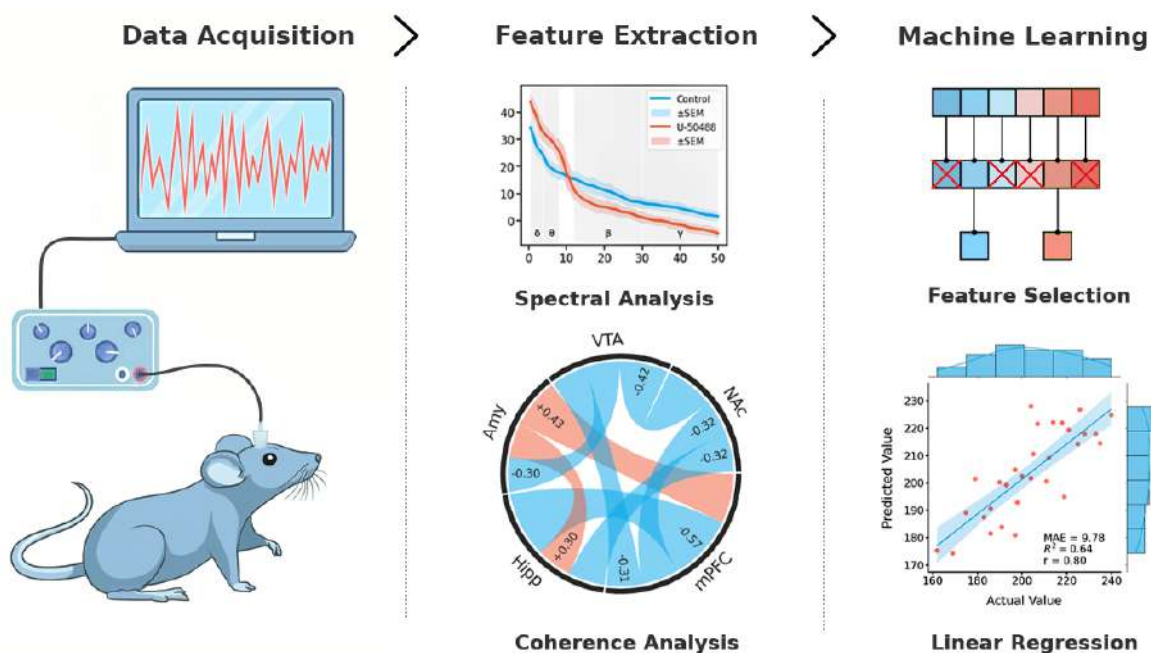 Data Acquisition > Feature Extraction > Machine Learning
Control
±SEM
U-50488
±SEM
40
30
20
10
0
δ θ β γ
0 10 20 30 40 50
Spectral Analysis
Feature Selection
VTA
NAc
mPFC
Hipp
Amy
-0.42
-0.32
-0.32
-0.57
-0.31
+0.30
-0.30
+0.43
Coherence Analysis
Predicted Value
230
220
210
200
190
180
170
MAE = 9.78
R² = 0.64
r = 0.80
160 180 200 220 240
Actual Value
Linear Regression